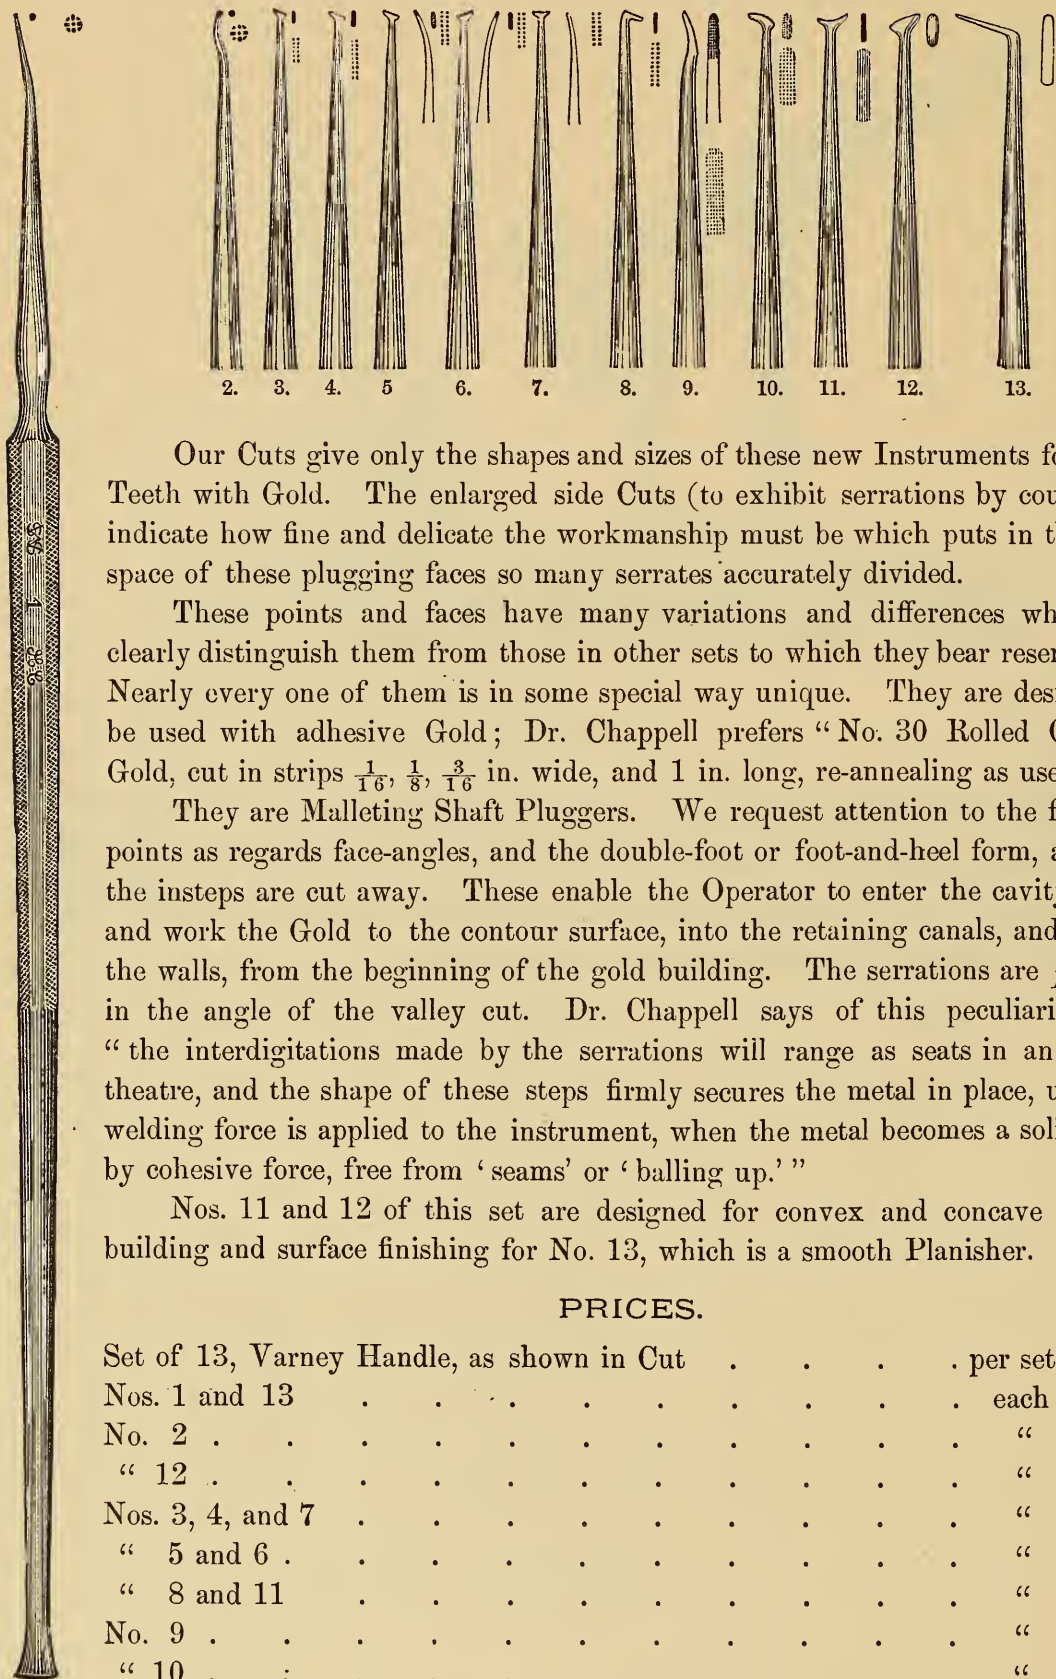 2. 3. 4. 5 6. 7. 8. 9. 10. 11. 12. 13.
Our Cuts give only the shapes and sizes of these new Instruments
Teeth with Gold. The enlarged side Cuts (to exhibit serrations by
indicate how fine and delicate the workmanship must be which puts in
space of these plugging faces so many serrates accurately divided.
These points and faces have many variations and differences
clearly distinguish them from those in other sets to which they bear
Nearly every one of them is in some special way unique. They are
be used with adhesive Gold; Dr. Chappell prefers “No. 30 Rolled
Gold, cut in strips 1/16, 1/8, 3/16 in. wide, and 1 in. long, re-annealing as
They are Malleting Shaft Pluggers. We request attention to the
points as regards face-angles, and the double-foot or foot-and-heel form,
the insteps are cut away. These enable the Operator to enter the
and work the Gold to the contour surface, into the retaining canals, and
the walls, from the beginning of the gold building. The serrations are
in the angle of the valley cut. Dr. Chappell says of this
“the interdigitations made by the serrations will range as seats in an
theatre, and the shape of these steps firmly secures the metal in place,
welding force is applied to the instrument, when the metal becomes a
by cohesive force, free from ‘seams’ or ‘balling up.’”
Nos. 11 and 12 of this set are designed for convex and concave
building and surface finishing for No. 13, which is a smooth Planisher.
PRICES.
Set of 13, Varney Handle, as shown in Cut . . . . per set
Nos. 1 and 13 . . . . . . . . . each
No. 2 . . . . . . . . . . . “
“ 12 . . . . . . . . . . . “
Nos. 3, 4, and 7 . . . . . . . . . “
“ 5 and 6 . . . . . . . . . . “
“ 8 and 11 . . . . . . . . . “
No. 9 . . . . . . . . . . . “
“ 10 . . . . . . . . . . . “